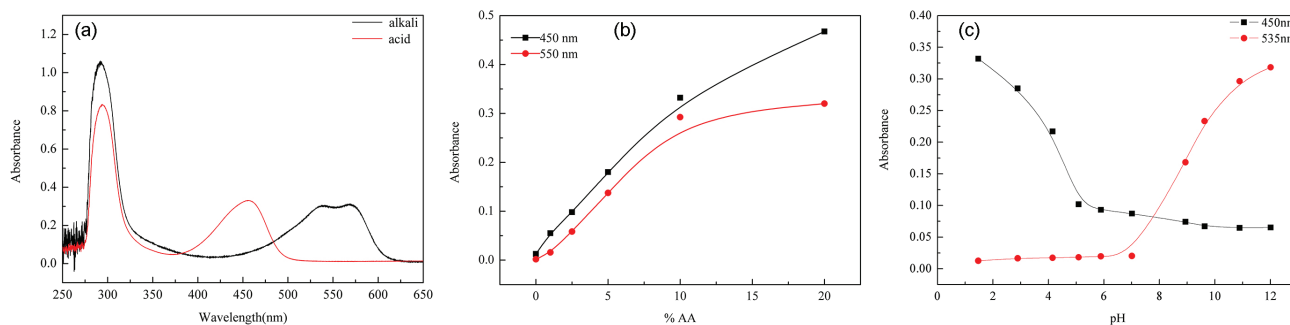 (a)
alkali
acid
Absorbance
1.2
1.0
0.8
0.6
0.4
0.2
0.0
250 300 350 400 450 500 550 600 650
Wavelength(nm)
(b)
450 nm
550 nm
Absorbance
0.5
0.4
0.3
0.2
0.1
0.0
0 5 10 15 20
% AA
(c)
450nm
535nm
Absorbance
0.40
0.35
0.30
0.25
0.20
0.15
0.10
0.05
0.00
0 2 4 6 8 10 12
pH